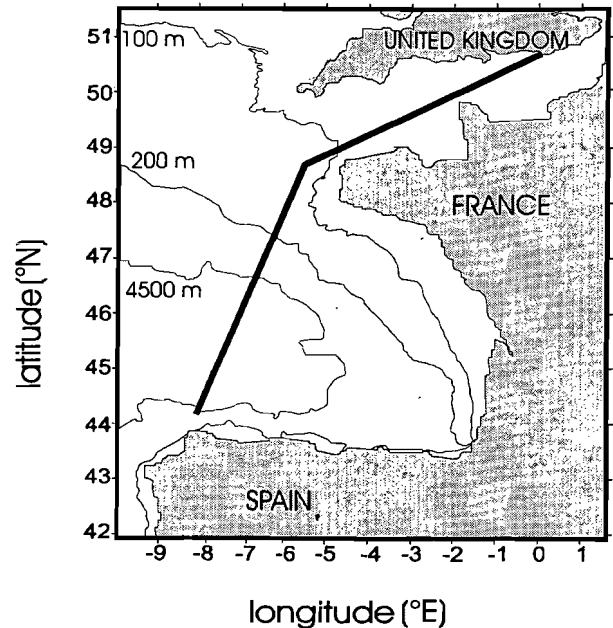 51
100 m
UNITED KINGDOM
50
49
200 m
48
FRANCE
47
4500 m
46
45
44
43
SPAIN
42
-9 -8 -7 -6 -5 -4 -3 -2 -1 0 1
latitude (°N)
longitude (°E)